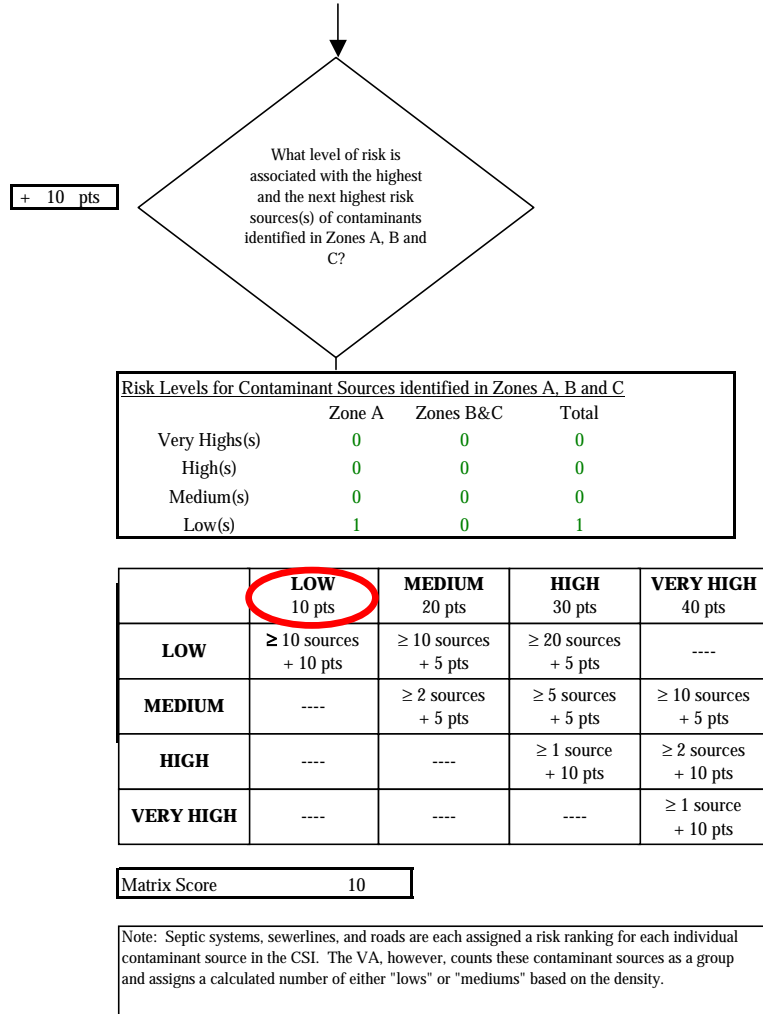 What level of risk is
associated with the highest
and the next highest risk
sources(s) of contaminants
identified in Zones A, B and
C?
+ 10 pts
Risk Levels for Contaminant Sources identified in Zones A, B and C
Zone A Zones B&C Total
Very Highs(s) 0 0 0
High(s) 0 0 0
Medium(s) 0 0 0
Low(s) 1 0 1
LOW MEDIUM HIGH VERY HIGH
10 pts 20 pts 30 pts 40 pts
LOW ≥ 10 sources ≥ 10 sources ≥ 20 sources ----
+ 10 pts + 5 pts + 5 pts
MEDIUM ---- ≥ 2 sources ≥ 5 sources ≥ 10 sources
+ 5 pts + 5 pts + 5 pts
HIGH ---- ---- ≥ 1 source ≥ 2 sources
+ 10 pts + 10 pts
VERY HIGH ---- ---- ---- ≥ 1 source
+ 10 pts
Matrix Score 10
Note: Septic systems, sewerlines, and roads are each assigned a risk ranking for each individual
contaminant source in the CSI. The VA, however, counts these contaminant sources as a group
and assigns a calculated number of either "lows" or "mediums" based on the density.